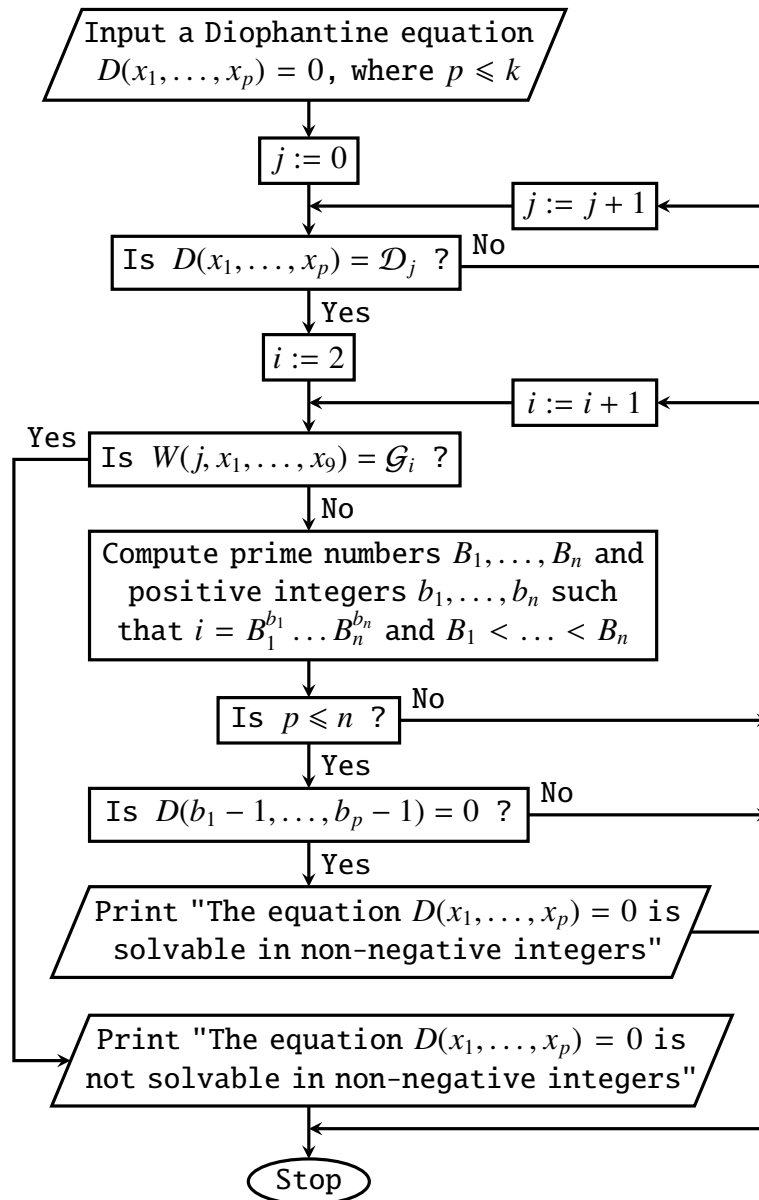 Input a Diophantine equation
D(x₁, . . . , xₚ) = 0, where p ⩽ k
j := 0
j := j + 1
Is D(x₁, . . . , xₚ) = 𝒟ⱼ ?
No
Yes
i := 2
i := i + 1
Yes
Is W(j, x₁, . . . , x₉) = 𝒢ᵢ ?
No
Compute prime numbers B₁, . . . , Bₙ and
positive integers b₁, . . . , bₙ such
that i = B₁^{b₁} . . . Bₙ^{bₙ} and B₁ < . . . < Bₙ
Is p ⩽ n ?
No
Yes
Is D(b₁ − 1, . . . , bₚ − 1) = 0 ?
No
Yes
Print "The equation D(x₁, . . . , xₚ) = 0 is
solvable in non-negative integers"
Print "The equation D(x₁, . . . , xₚ) = 0 is
not solvable in non-negative integers"
Stop